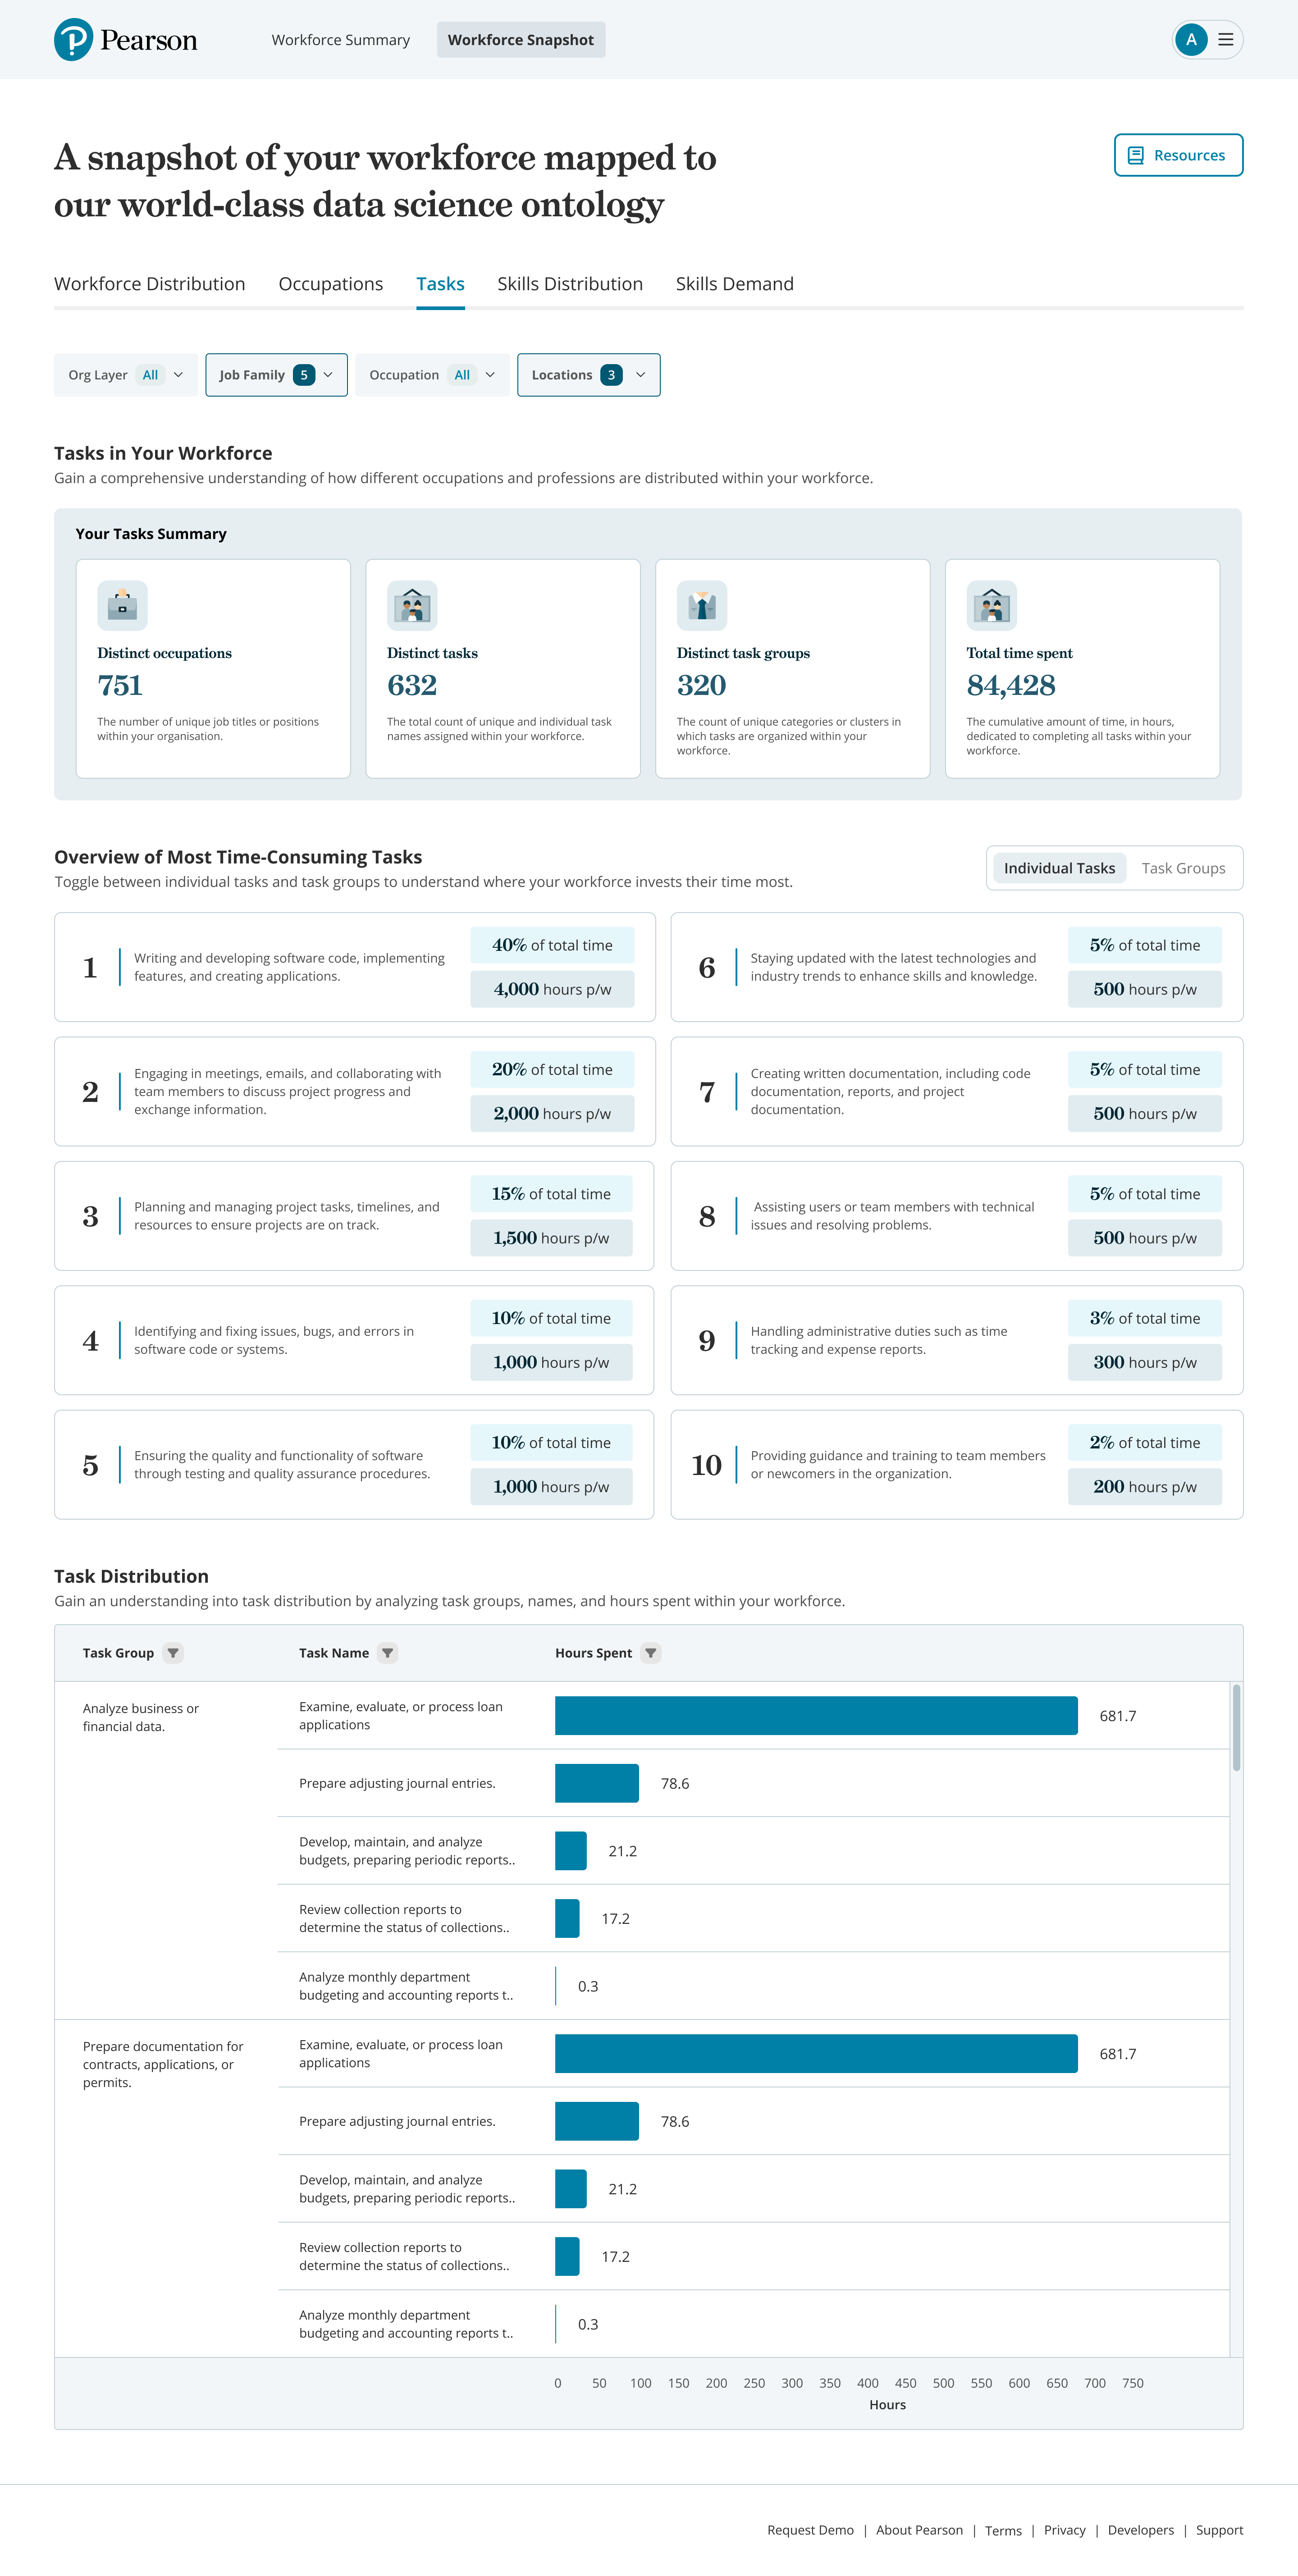 Pearson
Workforce Summary
Workforce Snapshot
A
A snapshot of your workforce mapped to
our world-class data science ontology
Resources
Workforce Distribution
Occupations
Tasks
Skills Distribution
Skills Demand
Org Layer All
Job Family 5
Occupation All
Locations 3
Tasks in Your Workforce
Gain a comprehensive understanding of how different occupations and professions are distributed within your workforce.
Your Tasks Summary
Distinct occupations
751
The number of unique job titles or positions
within your organisation.
Distinct tasks
632
The total count of unique and individual task
names assigned within your workforce.
Distinct task groups
320
The count of unique categories or clusters in
which tasks are organized within your
workforce.
Total time spent
84,428
The cumulative amount of time, in hours,
dedicated to completing all tasks within your
workforce.
Overview of Most Time-Consuming Tasks
Toggle between individual tasks and task groups to understand where your workforce invests their time most.
Individual Tasks
Task Groups
1
Writing and developing software code, implementing
features, and creating applications.
40% of total time
4,000 hours p/w
2
Engaging in meetings, emails, and collaborating with
team members to discuss project progress and
exchange information.
20% of total time
2,000 hours p/w
3
Planning and managing project tasks, timelines, and
resources to ensure projects are on track.
15% of total time
1,500 hours p/w
4
Identifying and fixing issues, bugs, and errors in
software code or systems.
10% of total time
1,000 hours p/w
5
Ensuring the quality and functionality of software
through testing and quality assurance procedures.
10% of total time
1,000 hours p/w
6
Staying updated with the latest technologies and
industry trends to enhance skills and knowledge.
5% of total time
500 hours p/w
7
Creating written documentation, including code
documentation, reports, and project
documentation.
5% of total time
500 hours p/w
8
Assisting users or team members with technical
issues and resolving problems.
5% of total time
500 hours p/w
9
Handling administrative duties such as time
tracking and expense reports.
3% of total time
300 hours p/w
10
Providing guidance and training to team members
or newcomers in the organization.
2% of total time
200 hours p/w
Task Distribution
Gain an understanding into task distribution by analyzing task groups, names, and hours spent within your workforce.
Task Group
Task Name
Hours Spent
Analyze business or
financial data.
Examine, evaluate, or process loan
applications
681.7
Prepare adjusting journal entries.
78.6
Develop, maintain, and analyze
budgets, preparing periodic reports..
21.2
Review collection reports to
determine the status of collections..
17.2
Analyze monthly department
budgeting and accounting reports t..
0.3
Prepare documentation for
contracts, applications, or
permits.
Examine, evaluate, or process loan
applications
681.7
Prepare adjusting journal entries.
78.6
Develop, maintain, and analyze
budgets, preparing periodic reports..
21.2
Review collection reports to
determine the status of collections..
17.2
Analyze monthly department
budgeting and accounting reports t..
0.3
0 50 100 150 200 250 300 350 400 450 500 550 600 650 700 750
Hours
Request Demo | About Pearson | Terms | Privacy | Developers | Support